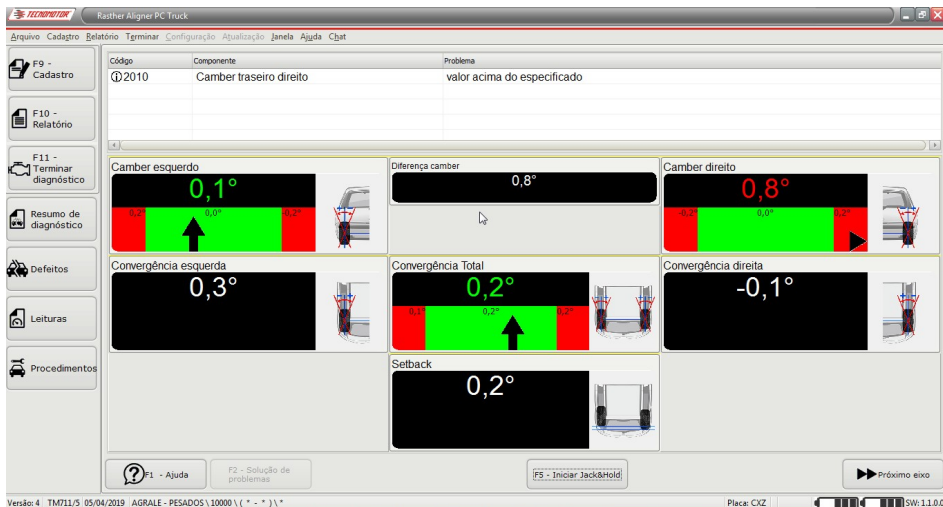 TECNOMOTOR
Rasther Aligner PC Truck
Arquivo Cadastro Relatório Terminar Configuração Atualização Janela Ajuda Chat
F9 - Cadastro
F10 - Relatório
F11 - Terminar diagnóstico
Resumo de diagnóstico
Defeitos
Leituras
Procedimentos
Código Componente Problema
2010 Camber traseiro direito valor acima do especificado
Camber esquerdo
0,1°
0,2° 0,0° -0,2°
Diferença camber
0,8°
Camber direito
0,8°
-0,2° 0,0° 0,2°
Convergência esquerda
0,3°
Convergência Total
0,2°
0,1° 0,2° 0,2°
Convergência direita
-0,1°
Setback
0,2°
F1 - Ajuda
F2 - Solução de problemas
F5 - Iniciar Jack&Hold
Próximo eixo
Versão: 4 TM711/5 05/04/2019 AGRALE - PESADOS \ 10000 \ ( * - * ) \ *
Placa: CXZ
SW: 1.1.0.0